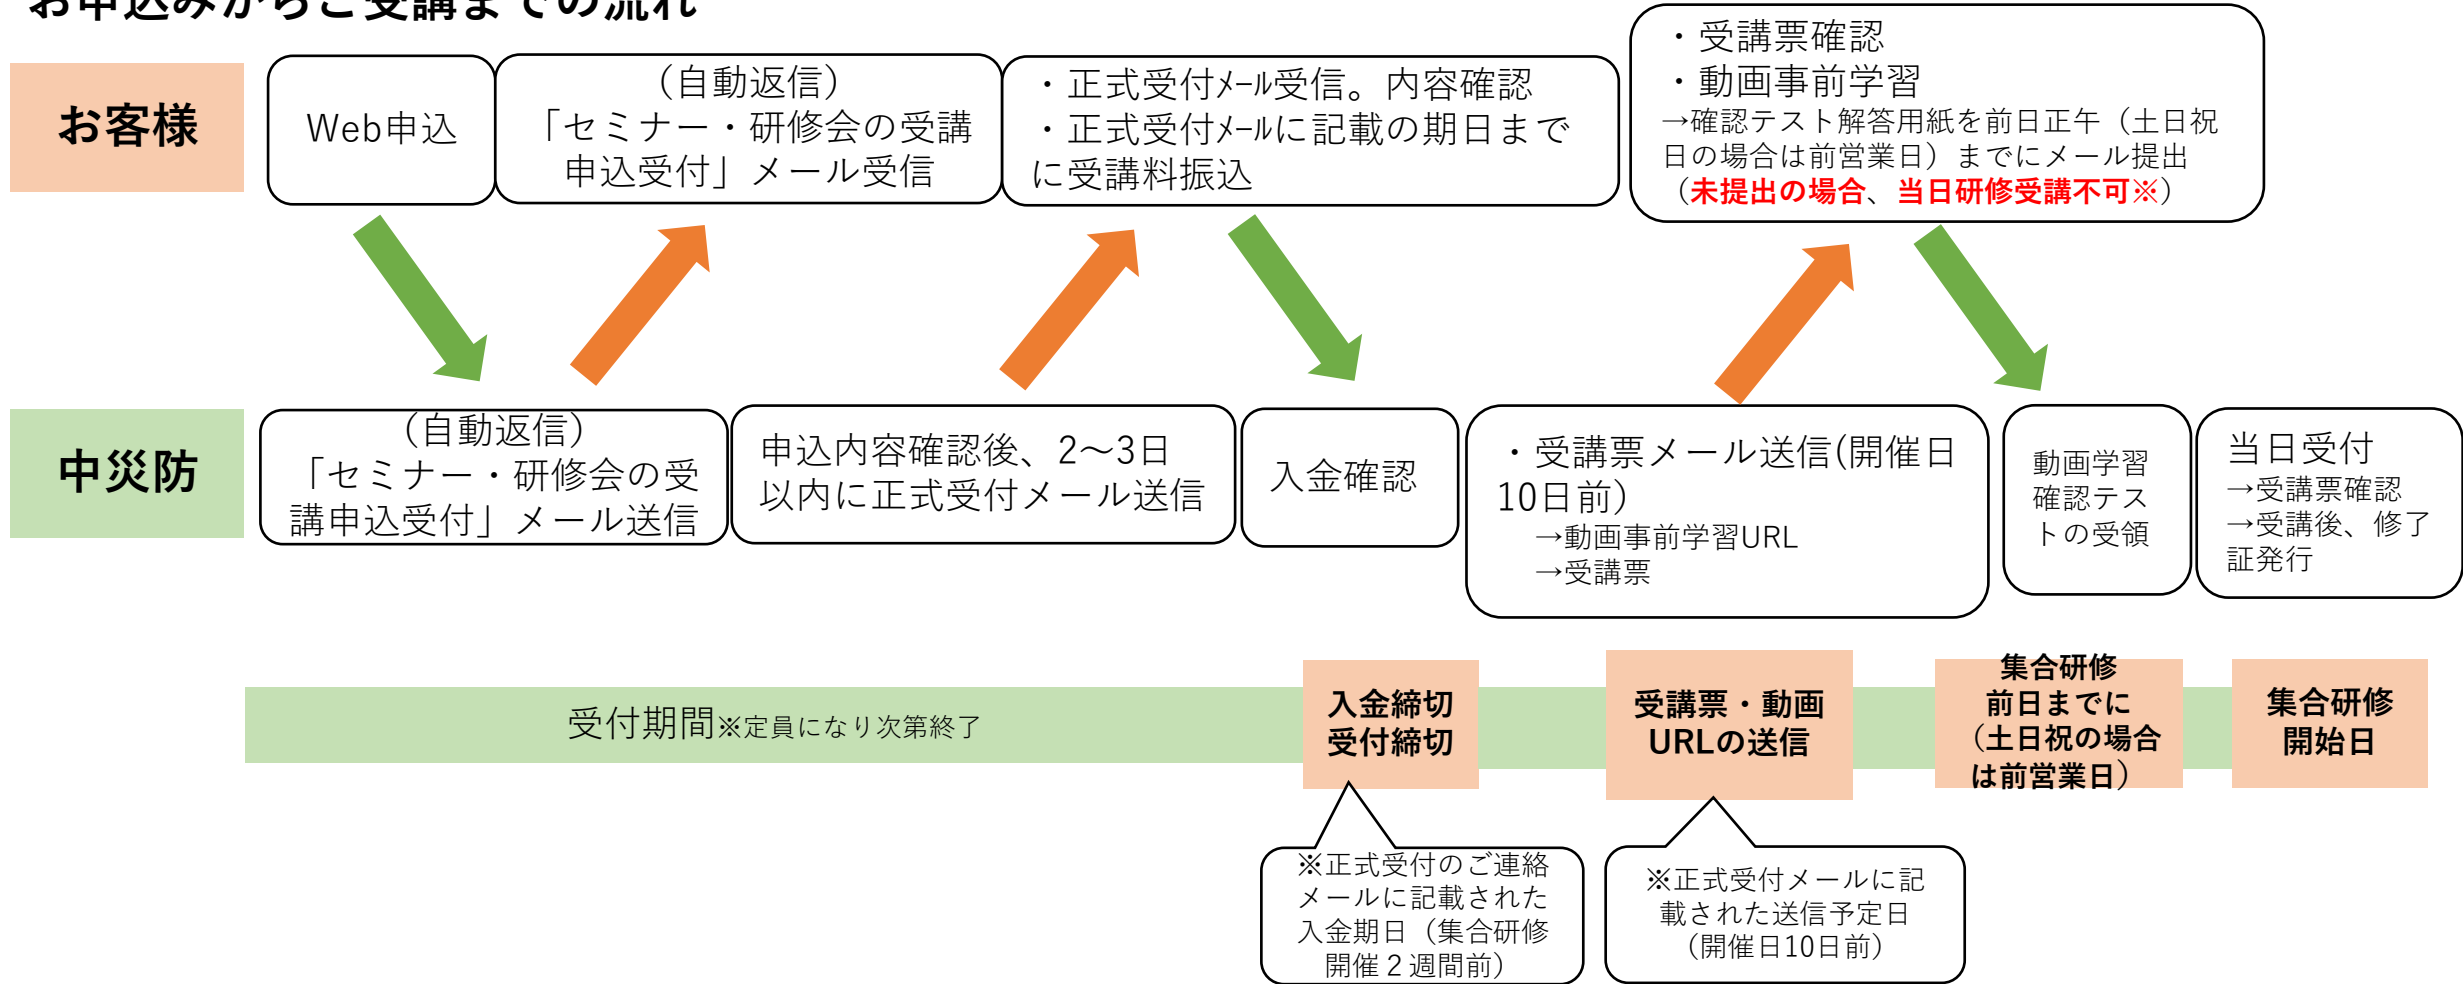 お申込みからご受講までの流れ
お客様
Web申込
（自動返信）
「セミナー・研修会の受講
申込受付」メール受信
・正式受付ﾒｰﾙ受信。内容確認
・正式受付ﾒｰﾙに記載の期日まで
に受講料振込
・受講票確認
・動画事前学習
→確認テスト解答用紙を前日正午（土日祝
日の場合は前営業日）までにメール提出
（未提出の場合、当日研修受講不可※）
中災防
（自動返信）
「セミナー・研修会の受
講申込受付」メール送信
申込内容確認後、2～3日
以内に正式受付メール送信
入金確認
・受講票メール送信(開催日
10日前）
→動画事前学習URL
→受講票
動画学習
確認テス
トの受領
当日受付
→受講票確認
→受講後、修了
証発行
受付期間※定員になり次第終了
入金締切
受付締切
受講票・動画
URLの送信
集合研修
前日までに
（土日祝の場合
は前営業日）
集合研修
開始日
※正式受付のご連絡
メールに記載された
入金期日（集合研修
開催２週間前）
※正式受付メールに記
載された送信予定日
（開催日10日前）